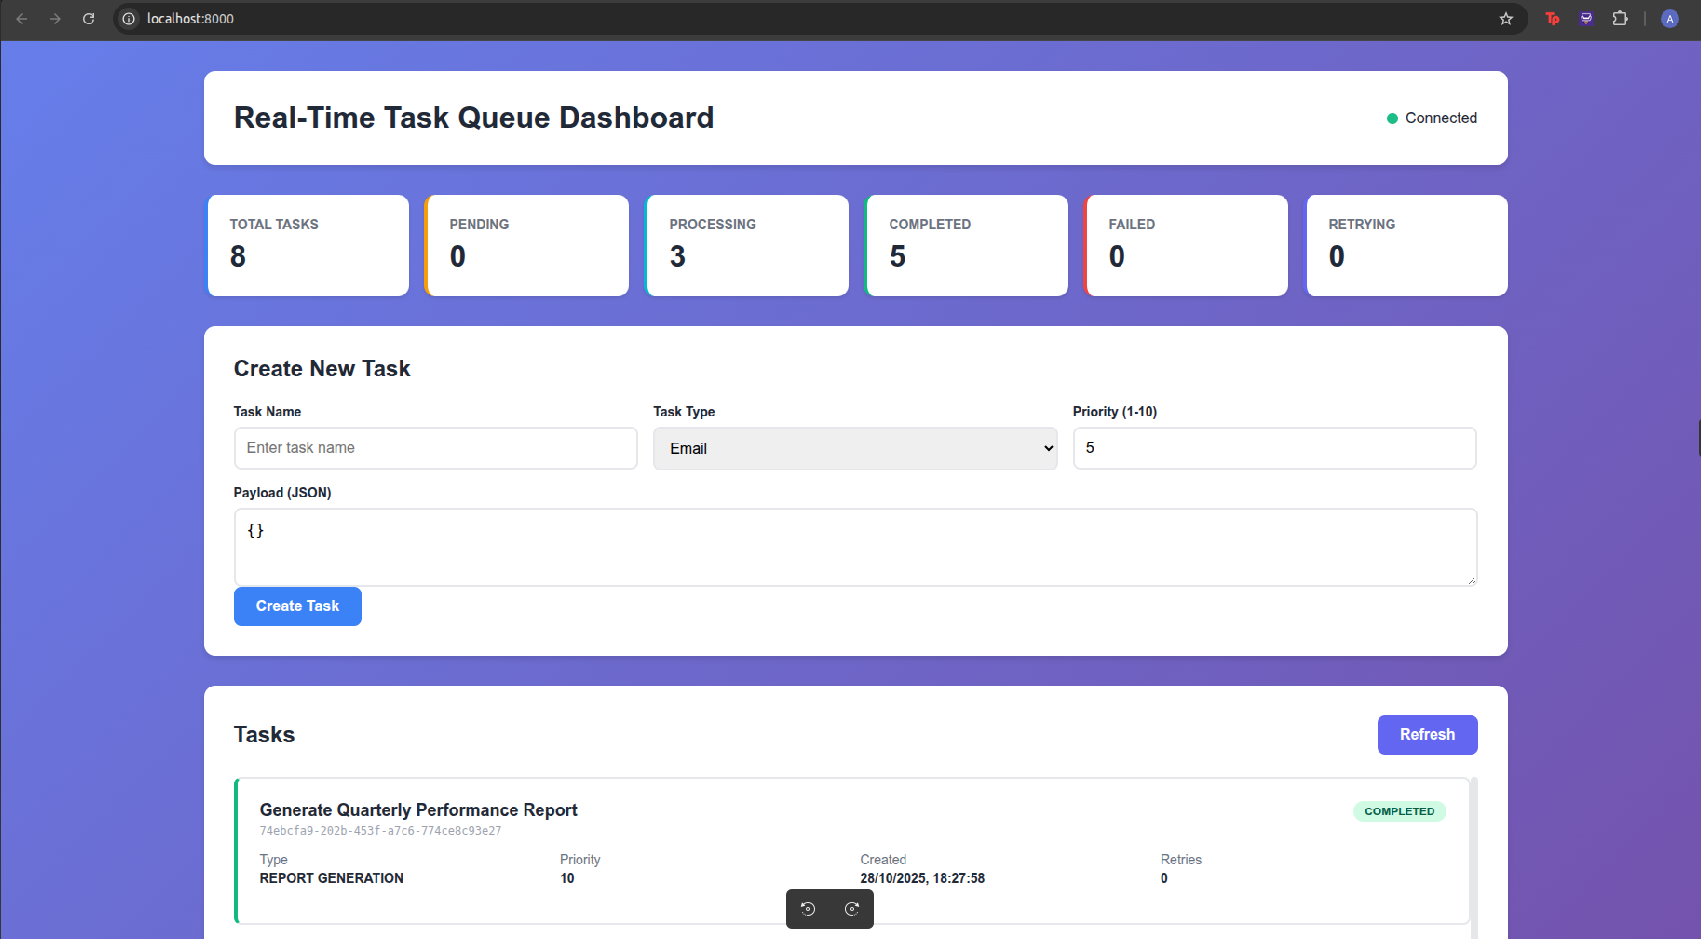 localhost:8000
Tp
A
Real-Time Task Queue Dashboard
Connected
TOTAL TASKS
8
PENDING
0
PROCESSING
3
COMPLETED
5
FAILED
0
RETRYING
0
Create New Task
Task Name
Enter task name
Task Type
Email
Priority (1-10)
5
Payload (JSON)
{}
Create Task
Tasks
Refresh
Generate Quarterly Performance Report
COMPLETED
74ebcfa9-202b-453f-a7c6-774ce8c93e27
Type
REPORT GENERATION
Priority
10
Created
28/10/2025, 18:27:58
Retries
0